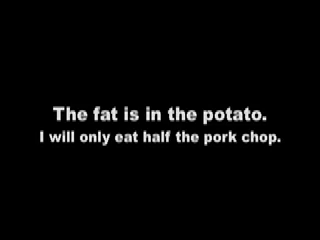 The fat is in the potato.
I will only eat half the pork chop.